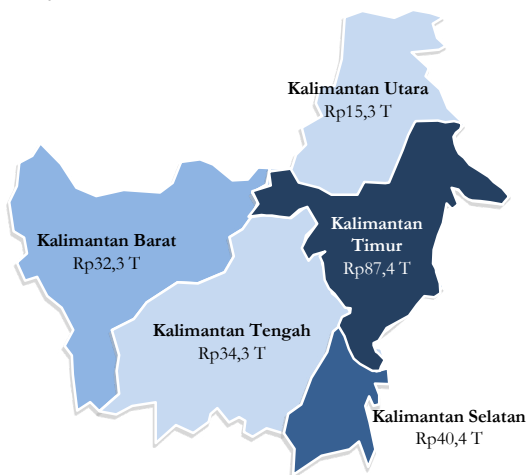 Kalimantan Utara
Rp15,3 T
Kalimantan
Timur
Rp87,4 T
Kalimantan Barat
Rp32,3 T
Kalimantan Tengah
Rp34,3 T
Kalimantan Selatan
Rp40,4 T